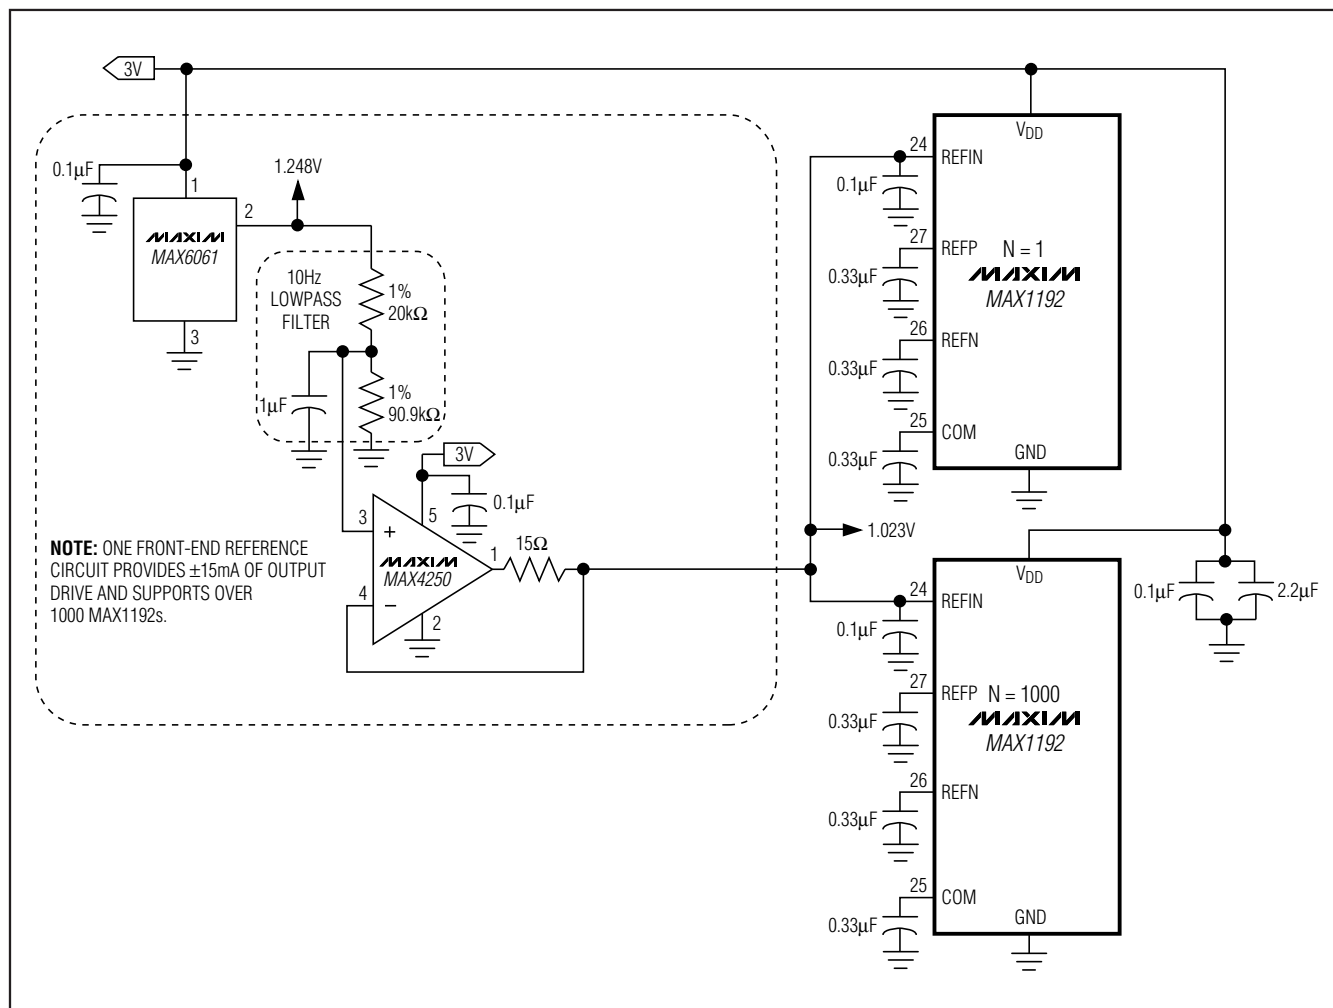 3V
0.1µF
1
1.248V
2
MAXIM
MAX6061
3
10Hz
LOWPASS
FILTER
1%
20kΩ
1µF
1%
90.9kΩ
3V
0.1µF
3
+
5
MAXIM
MAX4250
1
15Ω
4
−
2
NOTE: ONE FRONT-END REFERENCE
CIRCUIT PROVIDES ±15mA OF OUTPUT
DRIVE AND SUPPORTS OVER
1000 MAX1192s.
VDD
24
REFIN
0.1µF
27
REFP
N = 1
MAXIM
MAX1192
0.33µF
26
REFN
0.33µF
25
COM
0.33µF
GND
1.023V
VDD
24
REFIN
0.1µF
27
REFP
N = 1000
MAXIM
MAX1192
0.33µF
26
REFN
0.33µF
25
COM
0.33µF
GND
0.1µF
2.2µF